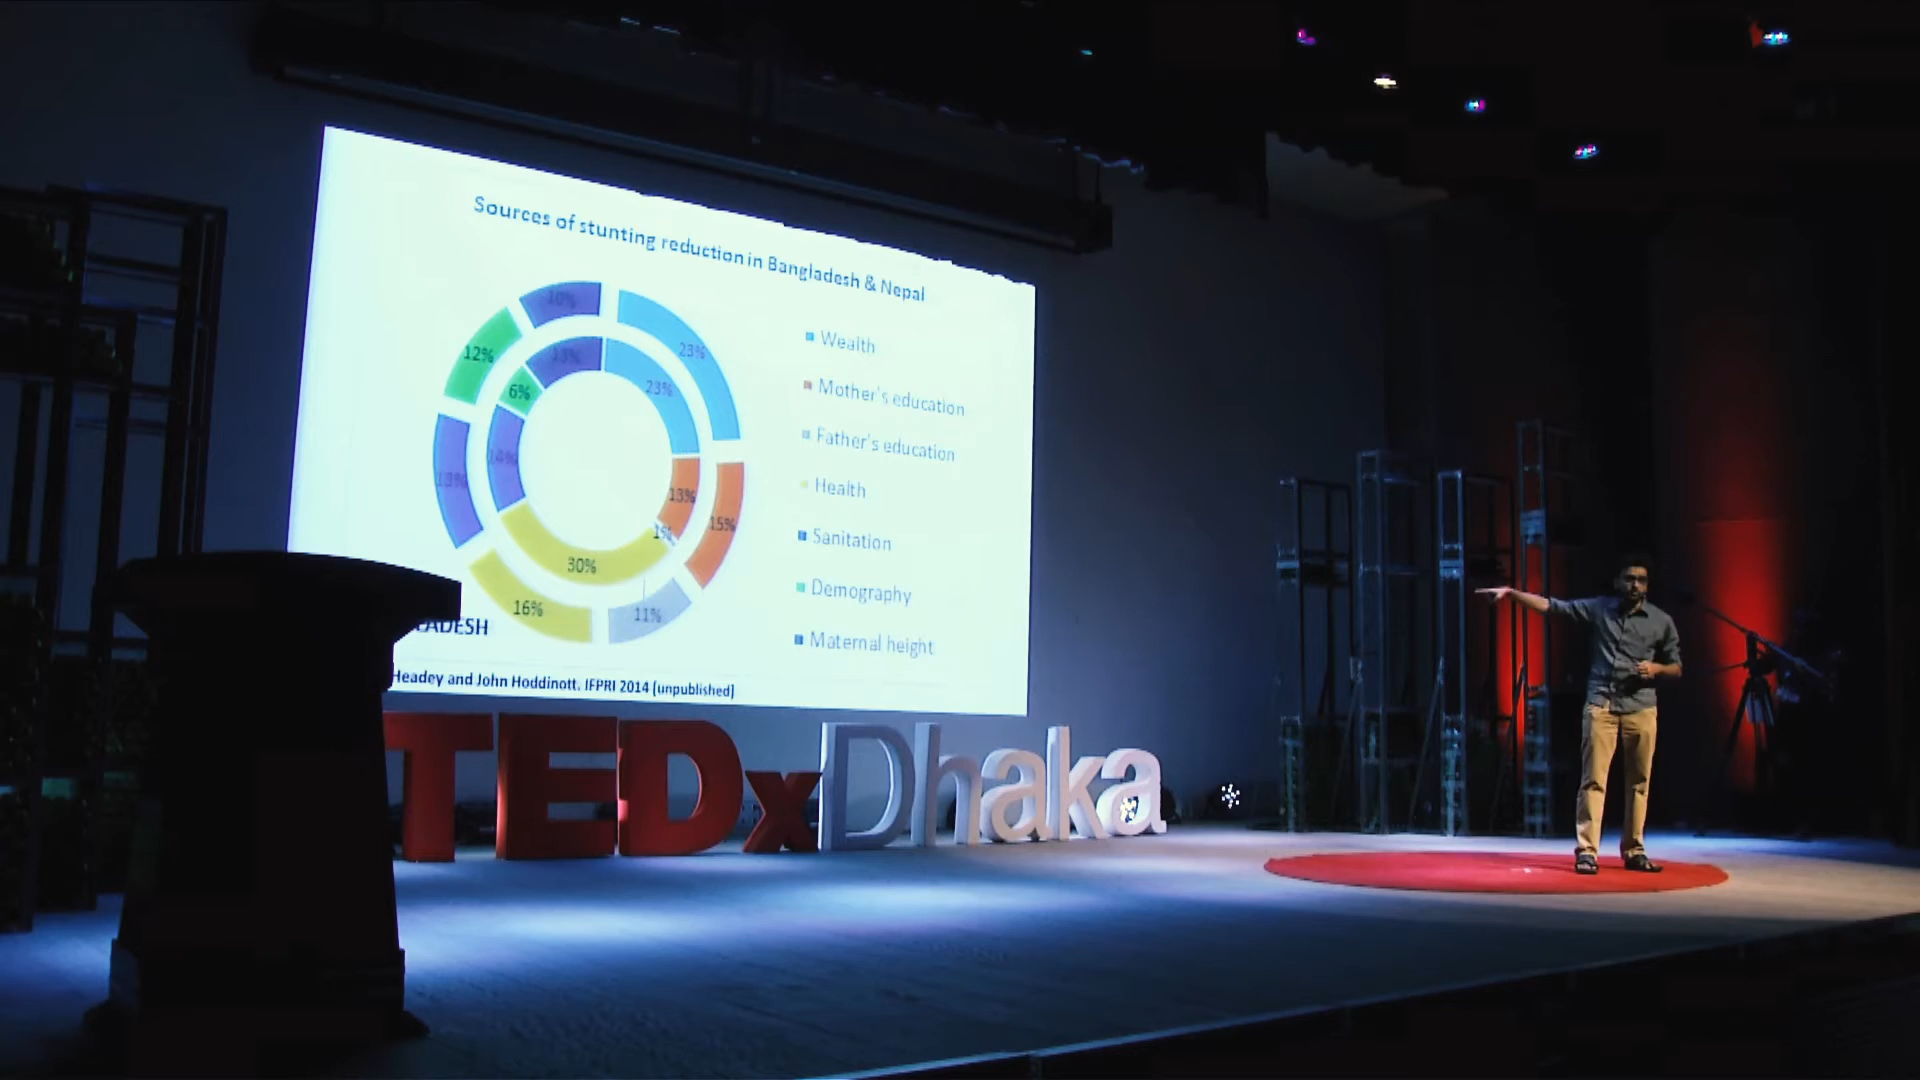 Sources of stunting reduction in Bangladesh & Nepal
10%
23%
12%
13%
23%
6%
14%
13%
13%
15%
1%
30%
16%
11%
Wealth
Mother's education
Father's education
Health
Sanitation
Demography
Maternal height
LADESH
Headey and John Hoddinott. IFPRI 2014 (unpublished)
TEDxDhaka